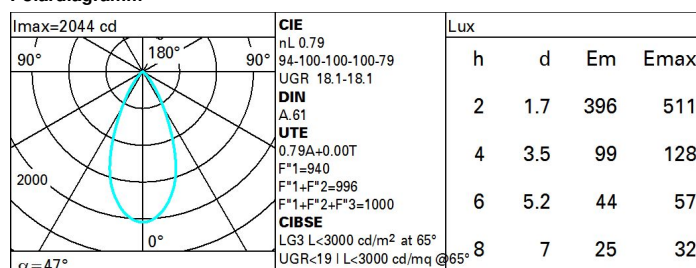 Imax=2044 cd
90° 180° 90°
2000
0°
α=47°
CIE
nL 0.79
94-100-100-100-79
UGR 18.1-18.1
DIN
A.61
UTE
0.79A+0.00T
F"1=940
F"1+F"2=996
F"1+F"2+F"3=1000
CIBSE
LG3 L<3000 cd/m² at 65°
UGR<19 | L<3000 cd/mq @65°
Lux
h d Em Emax
2 1.7 396 511
4 3.5 99 128
6 5.2 44 57
8 7 25 32